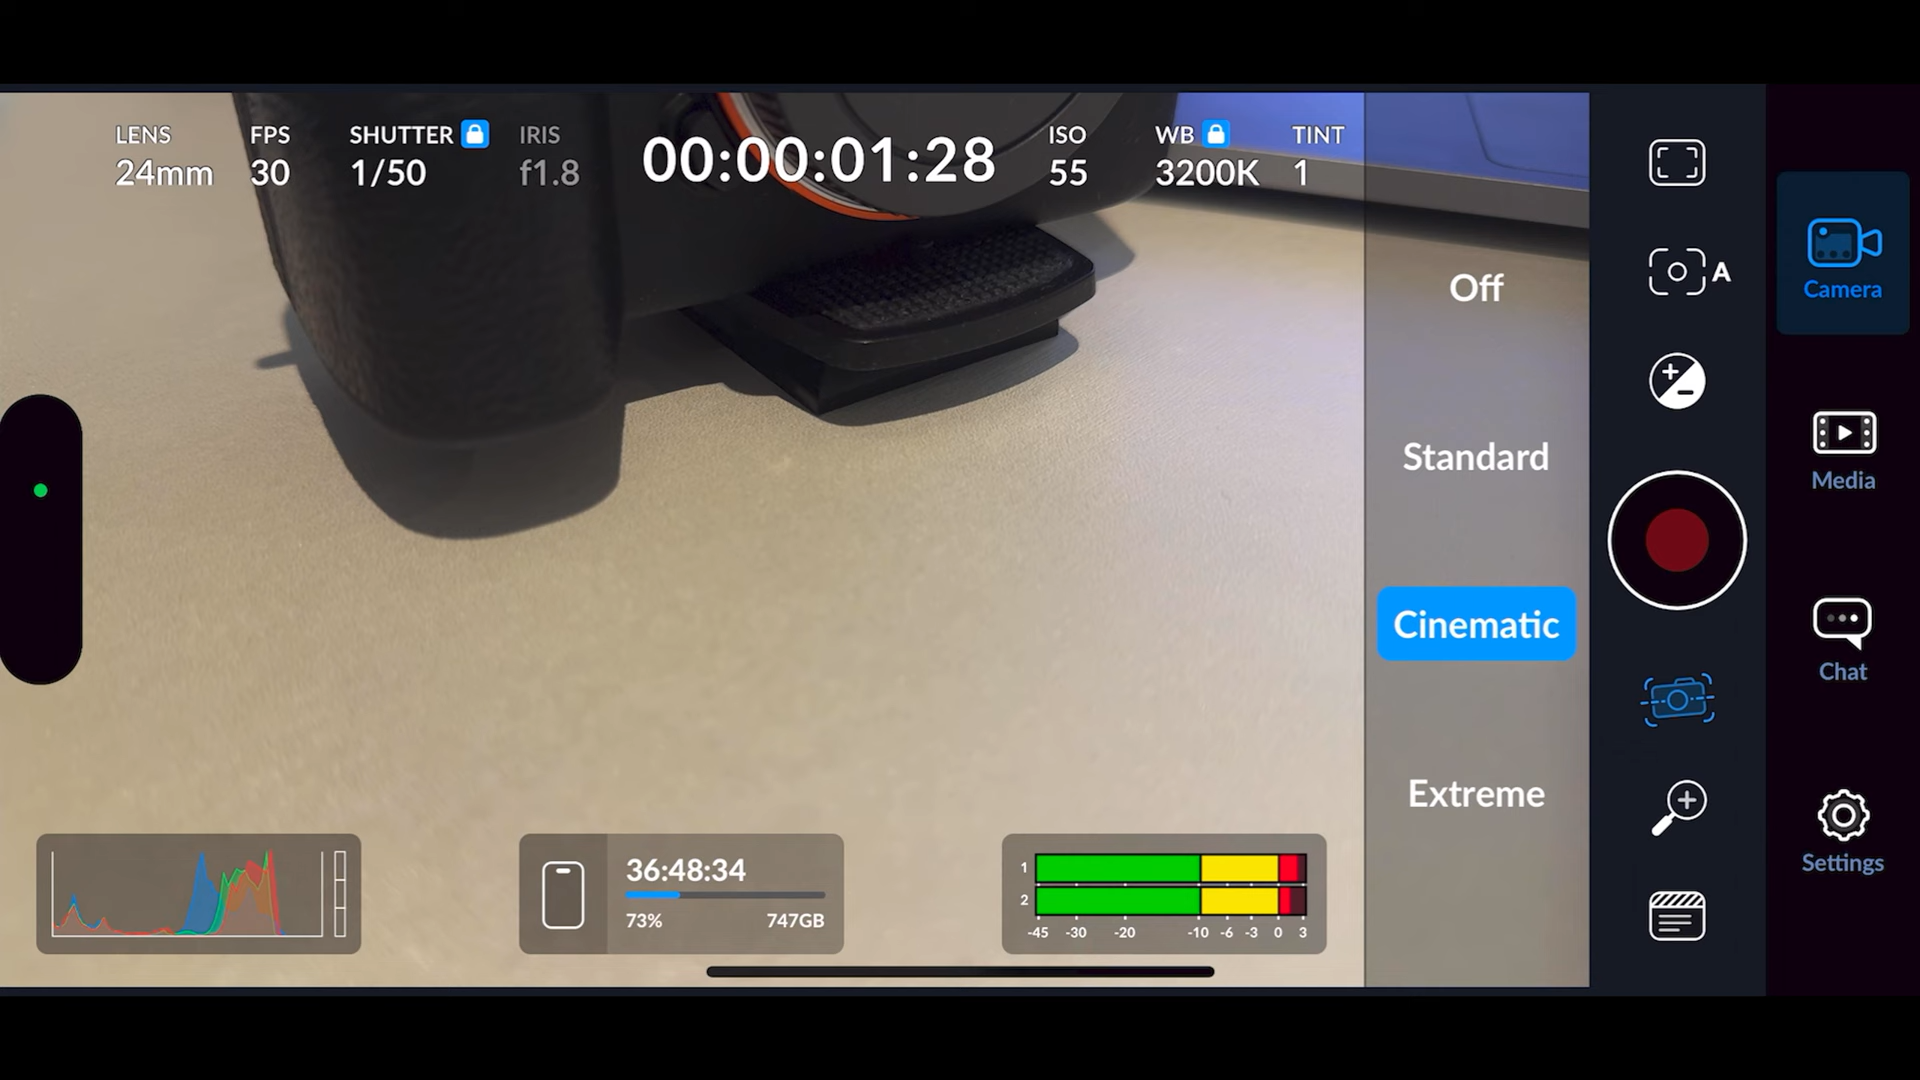 LENS FPS SHUTTER IRIS 00:00:01:28 ISO WB TINT
24mm 30 1/50 f1.8 55 3200K 1
Off
Standard
Cinematic
Extreme
A
Camera
Media
Chat
Settings
36:48:34
73% 747GB
1
2
-45 -30 -20 -10 -6 -3 0 3